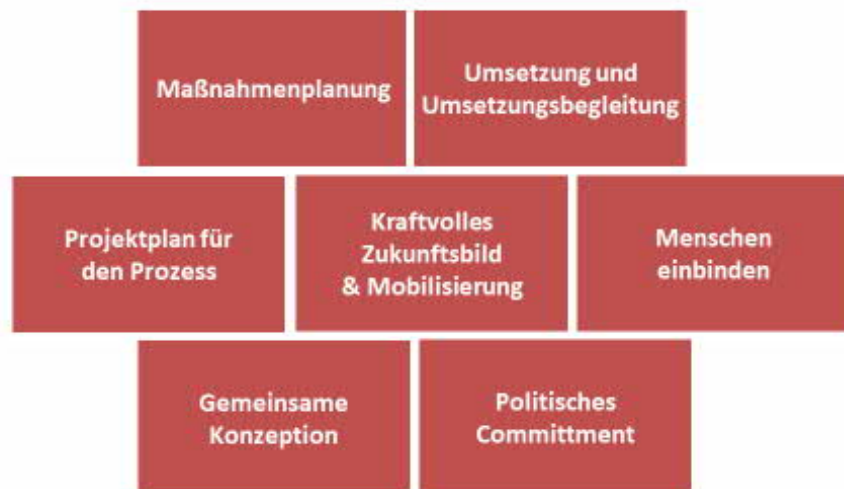 Maßnahmenplanung
Umsetzung und
Umsetzungsbegleitung
Projektplan für
den Prozess
Kraftvolles
Zukunftsbild
& Mobilisierung
Menschen
einbinden
Gemeinsame
Konzeption
Politisches
Committment